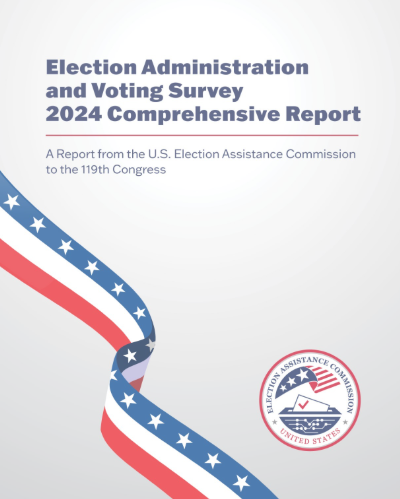 Election Administration
and Voting Survey
2024 Comprehensive Report
A Report from the U.S. Election Assistance Commission
to the 119th Congress
ELECTION ASSISTANCE COMMISSION
UNITED STATES